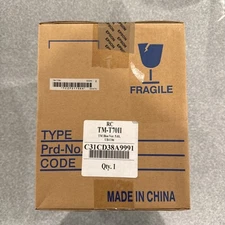 FRAGILE
RC
TM-T70II
TYPE
Prd-No.
CODE
C31CD38A9991
Qty. 1
MADE IN CHINA